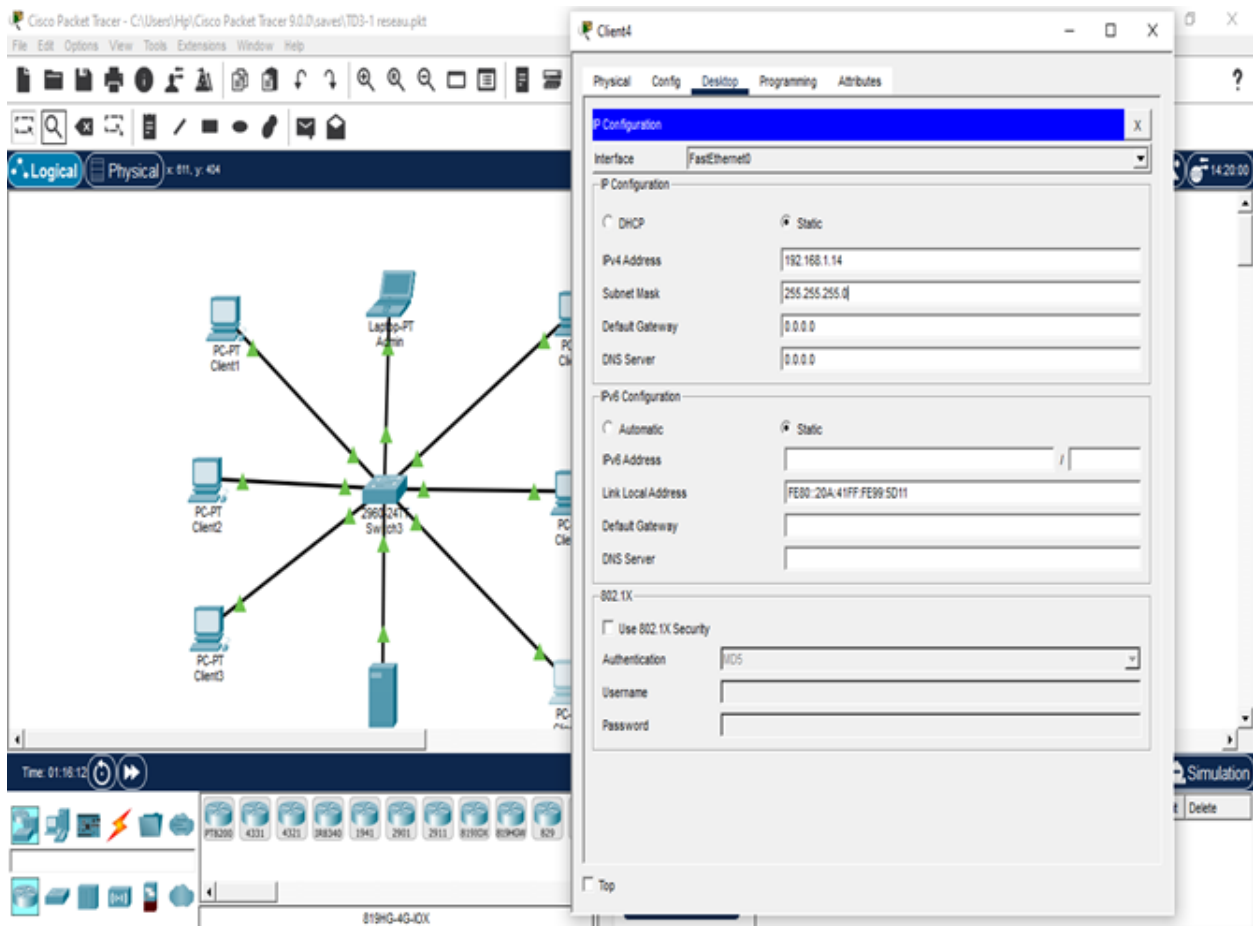 Cisco Packet Tracer - C:\Users\Hp\Cisco Packet Tracer 9.0.0\saves\TD3-1 reseau.pkt
File Edit Options View Tools Extensions Window Help
?
Logical
Physical
x: 811, y: 404
14:20:00
PC-PT
Client1
Laptop-PT
Admin
PC-PT
Client2
2960-24TT
Switch3
PC-PT
Client3
Time: 01:16:12
Simulation
Delete
4331
4321
IR8340
1941
2901
2911
819IOX
819HGW
829
819HG-4G-IOX
Client4
Physical Config Desktop Programming Attributes
IP Configuration
X
Interface FastEthernet0
IP Configuration
DHCP Static
IPv4 Address 192.168.1.14
Subnet Mask 255.255.255.0
Default Gateway 0.0.0.0
DNS Server 0.0.0.0
IPv6 Configuration
Automatic Static
IPv6 Address /
Link Local Address FE80::20A:41FF:FE99:5D11
Default Gateway
DNS Server
802.1X
Use 802.1X Security
Authentication MD5
Username
Password
Top